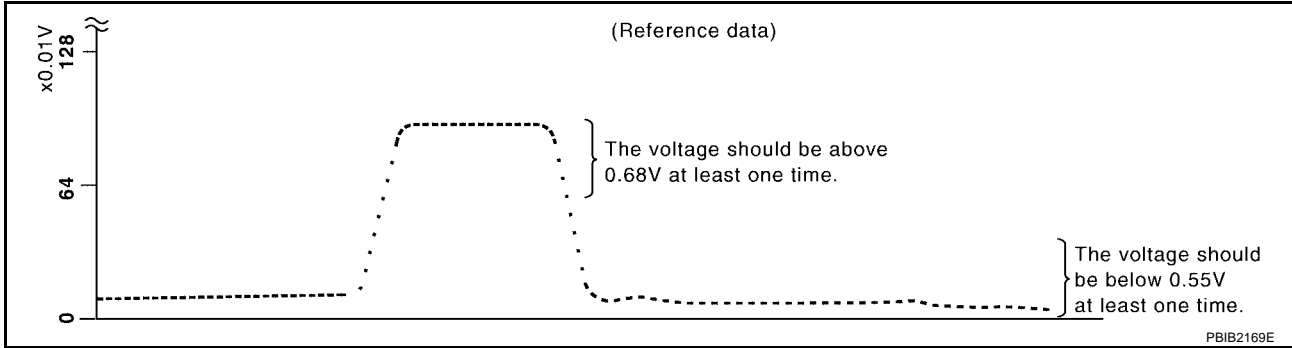 (Reference data)
x0.01V
128
64
0
The voltage should be above
0.68V at least one time.
The voltage should
be below 0.55V
at least one time.
PBIB2169E